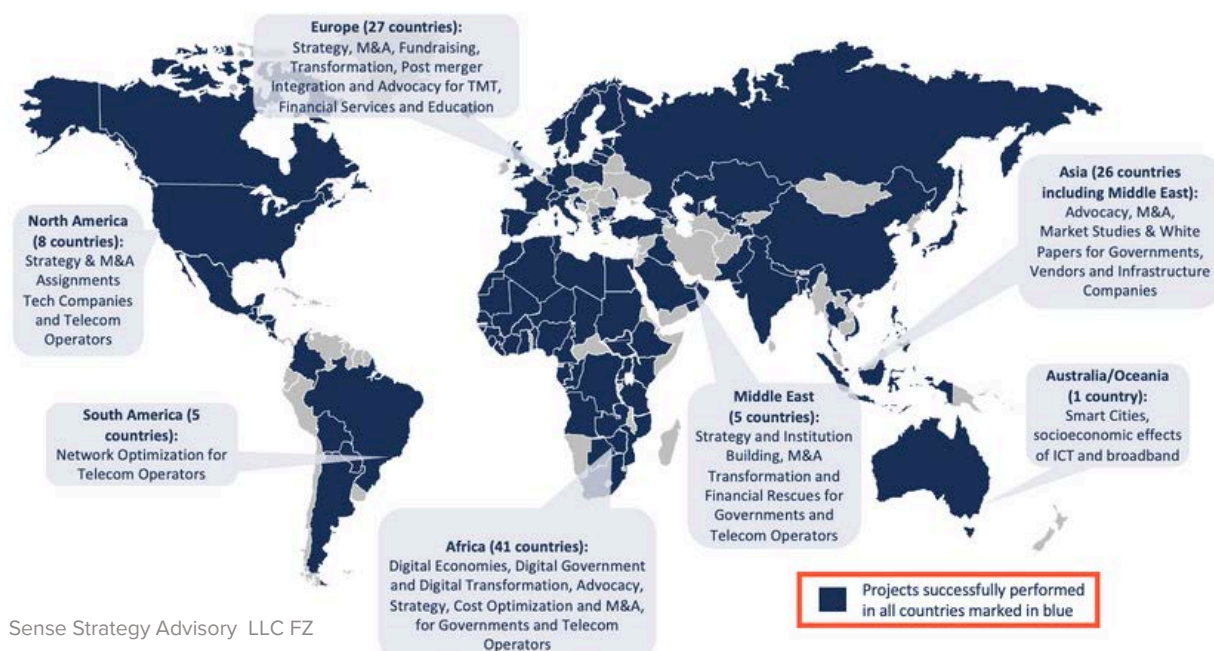 Europe (27 countries):
Strategy, M&A, Fundraising,
Transformation, Post merger
Integration and Advocacy for TMT,
Financial Services and Education
North America
(8 countries):
Strategy & M&A
Assignments
Tech Companies
and Telecom
Operators
Asia (26 countries
including Middle East):
Advocacy, M&A,
Market Studies & White
Papers for Governments,
Vendors and Infrastructure
Companies
South America (5
countries):
Network Optimization for
Telecom Operators
Middle East
(5 countries):
Strategy and Institution
Building, M&A
Transformation and
Financial Rescues for
Governments and
Telecom Operators
Australia/Oceania
(1 country):
Smart Cities,
socioeconomic effects
of ICT and broadband
Africa (41 countries):
Digital Economies, Digital Government
and Digital Transformation, Advocacy,
Strategy, Cost Optimization and M&A,
for Governments and Telecom
Operators
Projects successfully performed
in all countries marked in blue
Sense Strategy Advisory LLC FZ